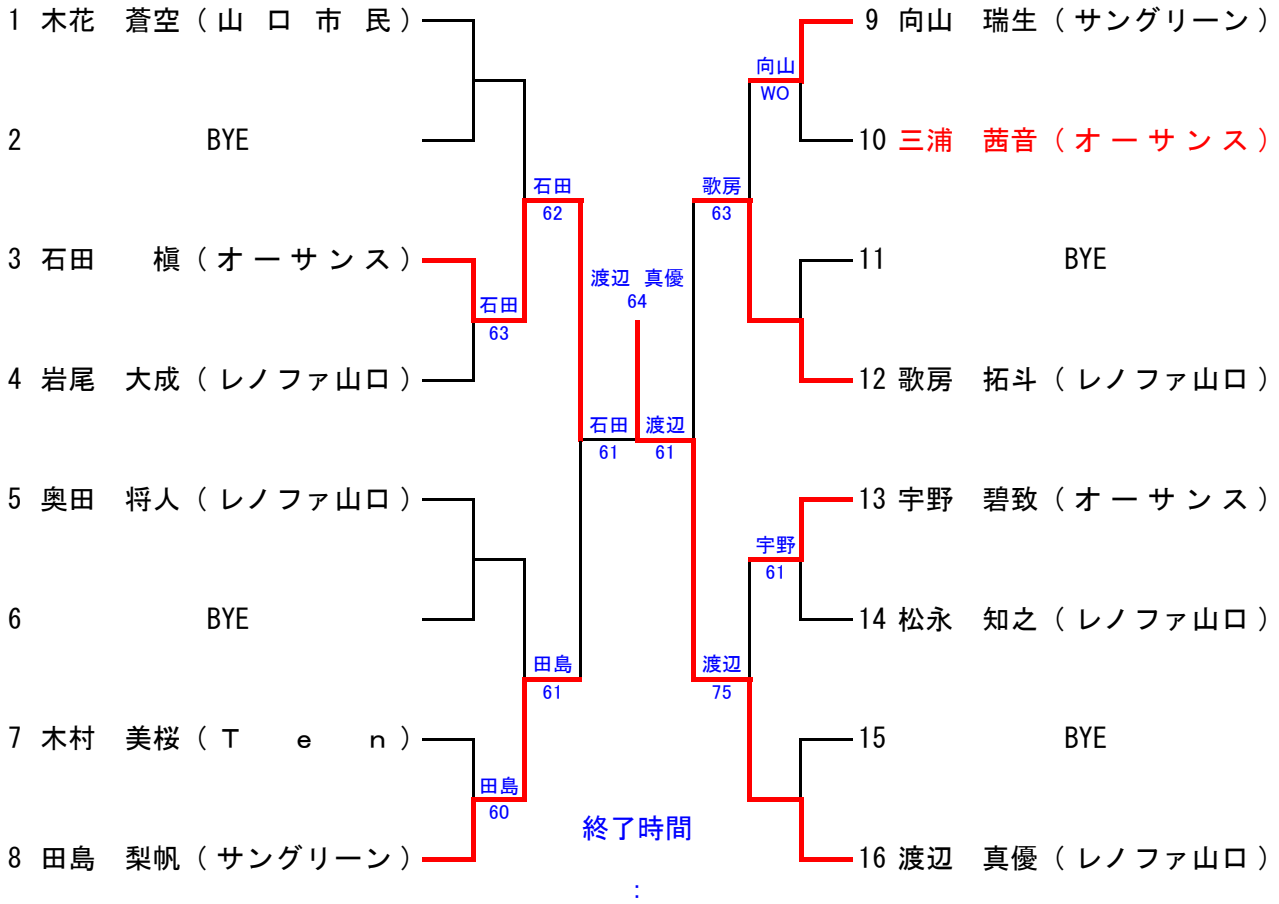 1 木花 蒼空 ( 山 口 市 民 )
2 BYE
3 石田 槇 ( オ ー サ ン ス )
4 岩尾 大成 ( レノファ山口 )
5 奥田 将人 ( レノファ山口 )
6 BYE
7 木村 美桜 ( Ｔ ｅ ｎ )
8 田島 梨帆 ( サングリーン )
石田
62
石田
63
田島
61
田島
60
渡辺 真優
64
石田
61
渡辺
61
終了時間
:
向山
WO
歌房
63
宇野
61
渡辺
75
9 向山 瑞生 ( サングリーン )
10 三浦 茜音 ( オ ー サ ン ス )
11 BYE
12 歌房 拓斗 ( レノファ山口 )
13 宇野 碧致 ( オ ー サ ン ス )
14 松永 知之 ( レノファ山口 )
15 BYE
16 渡辺 真優 ( レノファ山口 )